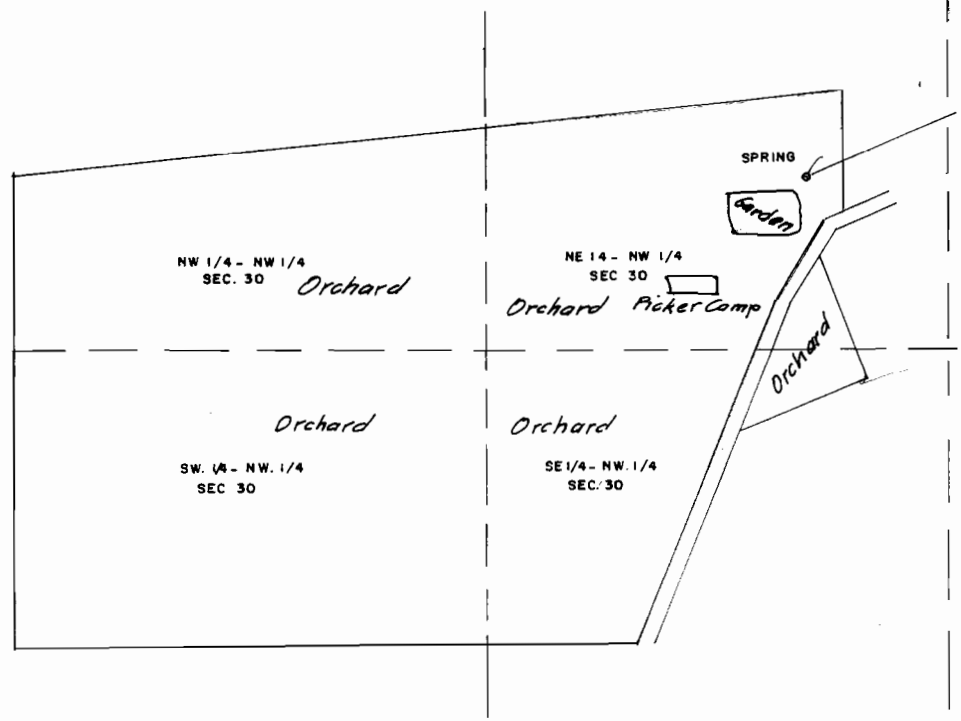 SPRING
Garden
NW 1/4 - NW 1/4
SEC. 30
Orchard
NE 14 - NW 1/4
SEC 30
Orchard
Picker Camp
Orchard
Orchard
Orchard
SW. 1/4 - NW. 1/4
SEC 30
SE 1/4 - NW. 1/4
SEC. 30